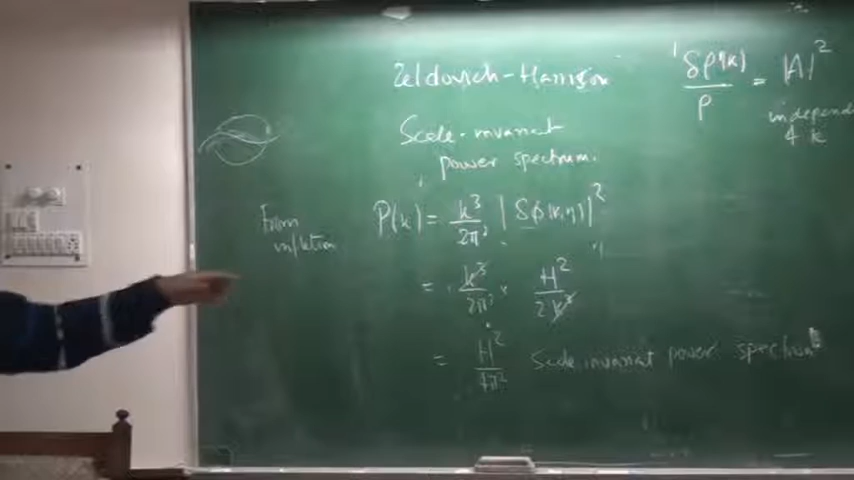 Zeldovich-Harrison
Scale-invariant
power spectrum.
δρ(k)/ρ = |A|²
independ
of k
From
inflation
P(k) = k³/2π² |δφ(k,η)|²
= k³/2π² × H²/2k³
= H²/4π² Scale invariant power spectrum